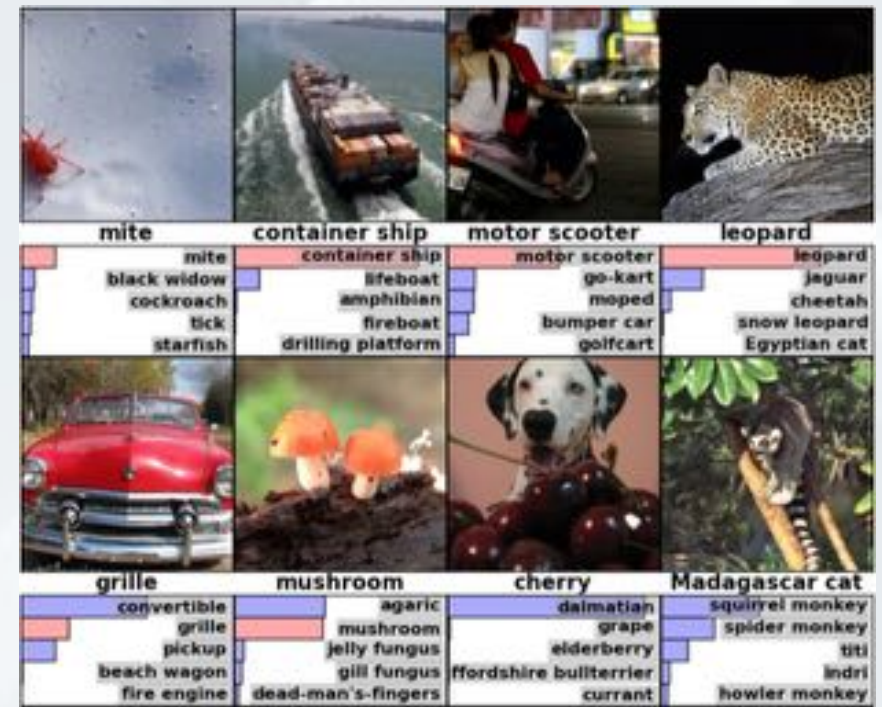 mite container ship motor scooter leopard
mite container ship motor scooter leopard
black widow lifeboat go-kart jaguar
cockroach amphibian moped cheetah
tick fireboat bumper car snow leopard
starfish drilling platform golfcart Egyptian cat
grille mushroom cherry Madagascar cat
convertible agaric dalmatian squirrel monkey
grille mushroom grape spider monkey
pickup jelly fungus elderberry titi
beach wagon gill fungus ffordshire bullterrier indri
fire engine dead-man's-fingers currant howler monkey